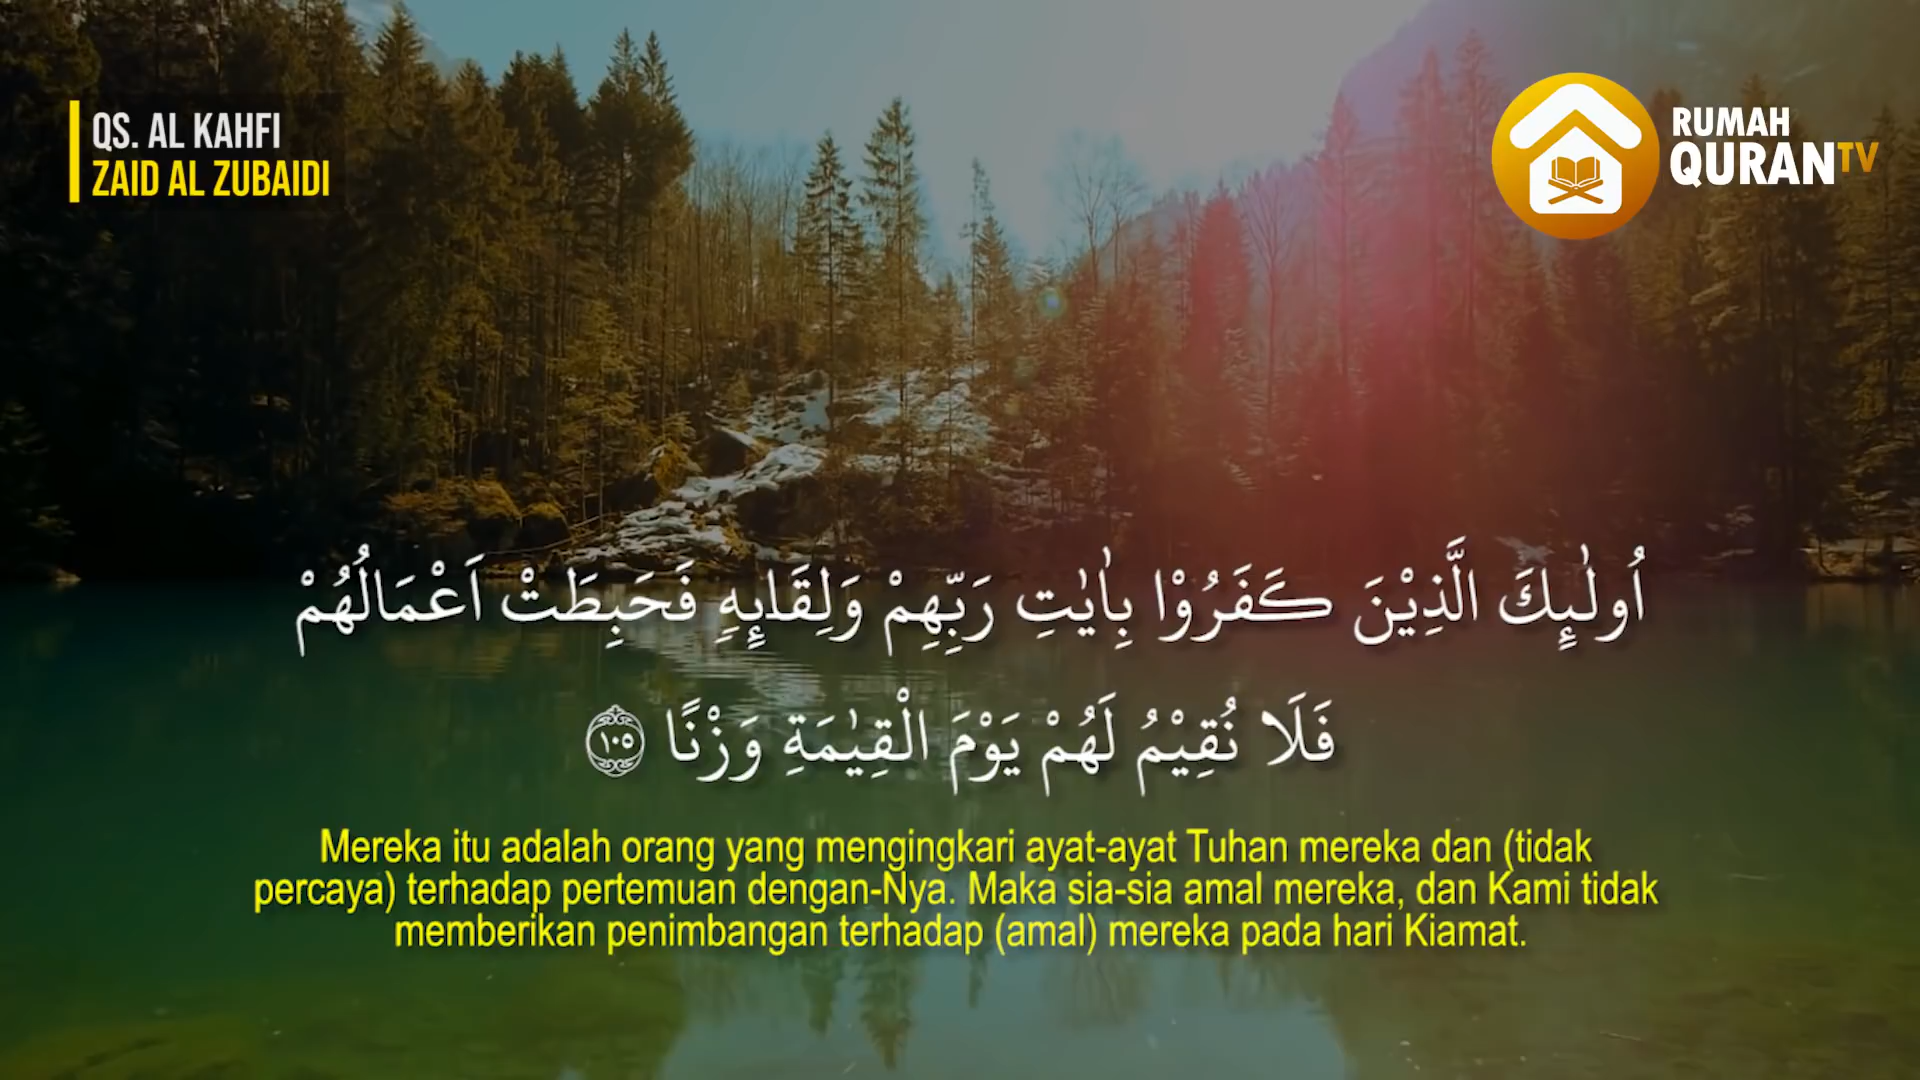 QS. AL KAHFI
ZAID AL ZUBAIDI
RUMAH
QURANTV
اُولٰۤىِٕكَ الَّذِيْنَ كَفَرُوْا بِاٰيٰتِ رَبِّهِمْ وَلِقَاۤىِٕهٖ فَحَبِطَتْ اَعْمَالُهُمْ
فَلَا نُقِيْمُ لَهُمْ يَوْمَ الْقِيٰمَةِ وَزْنًا ١٠٥
Mereka itu adalah orang yang mengingkari ayat-ayat Tuhan mereka dan (tidak
percaya) terhadap pertemuan dengan-Nya. Maka sia-sia amal mereka, dan Kami tidak
memberikan penimbangan terhadap (amal) mereka pada hari Kiamat.